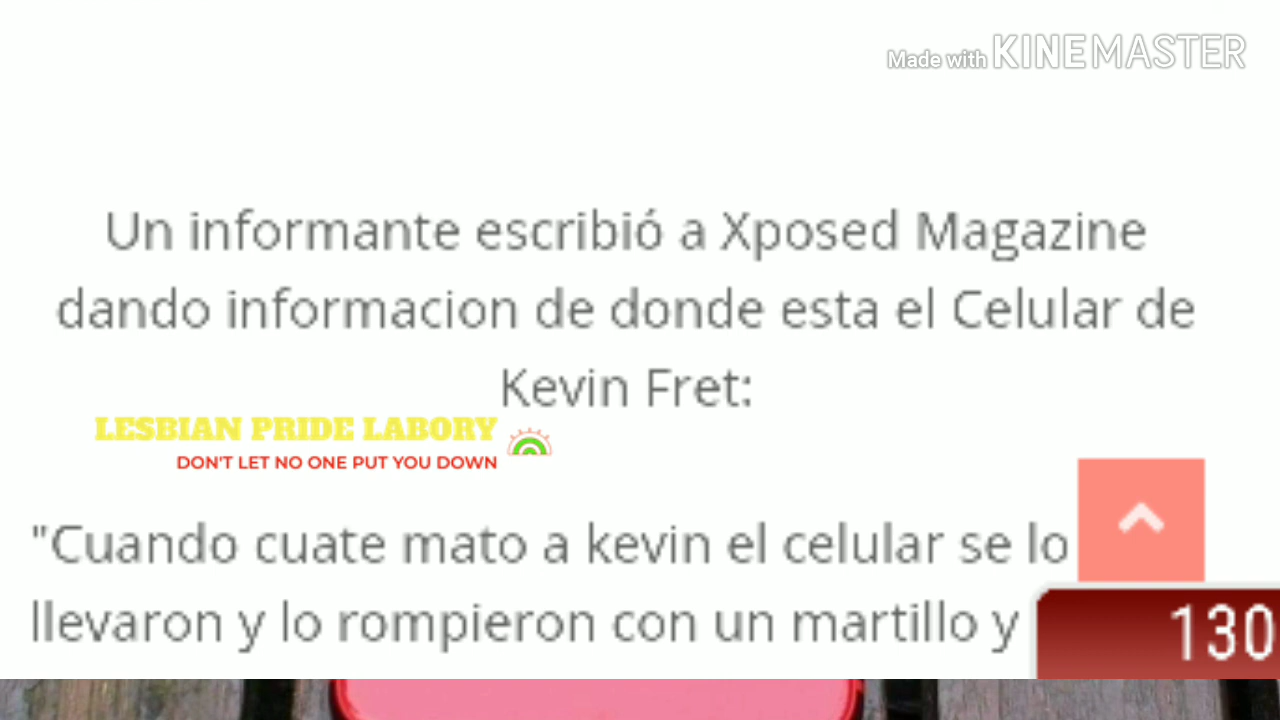 Made with KINEMASTER
Un informante escribió a Xposed Magazine
dando informacion de donde esta el Celular de
Kevin Fret:
LESBIAN PRIDE LABORY
DON'T LET NO ONE PUT YOU DOWN
"Cuando cuate mato a kevin el celular se lo
llevaron y lo rompieron con un martillo y
130